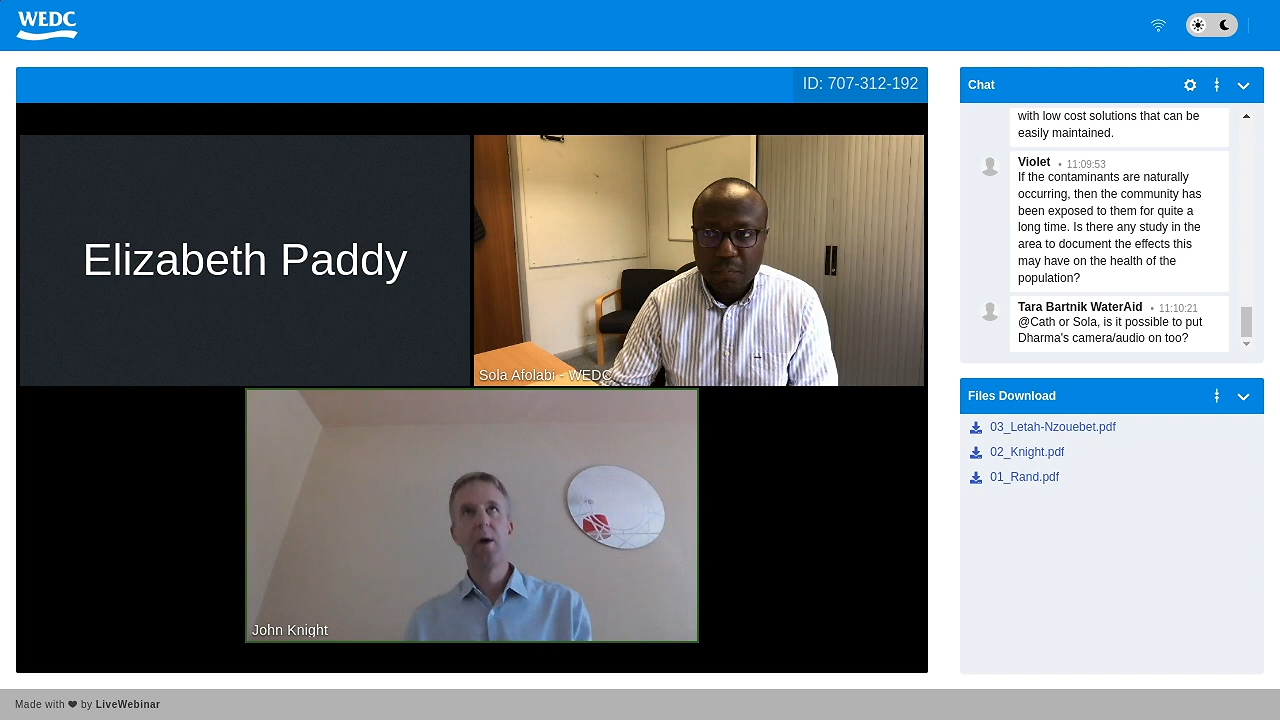 WEDC
ID: 707-312-192
Elizabeth Paddy
Sola Afolabi - WEDC
John Knight
Chat
with low cost solutions that can be
easily maintained.
Violet • 11:09:53
If the contaminants are naturally
occurring, then the community has
been exposed to them for quite a
long time. Is there any study in the
area to document the effects this
may have on the health of the
population?
Tara Bartnik WaterAid • 11:10:21
@Cath or Sola, is it possible to put
Dharma's camera/audio on too?
Files Download
03_Letah-Nzouebet.pdf
02_Knight.pdf
01_Rand.pdf
Made with ❤ by LiveWebinar